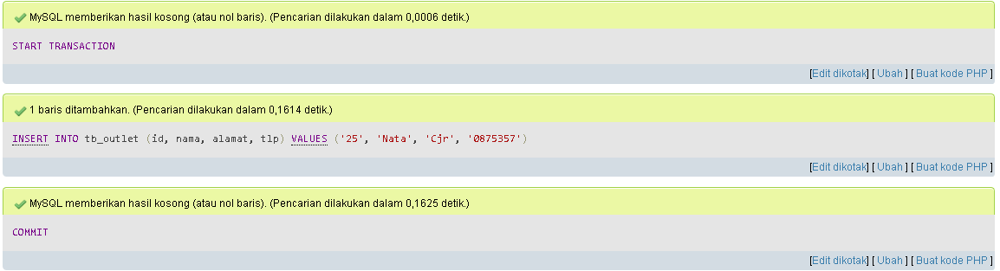 MySQL memberikan hasil kosong (atau nol baris). (Pencarian dilakukan dalam 0,0006 detik.)
START TRANSACTION
[Edit dikotak] [ Ubah ] [ Buat kode PHP ]
1 baris ditambahkan. (Pencarian dilakukan dalam 0,1614 detik.)
INSERT INTO tb_outlet (id, nama, alamat, tlp) VALUES ('25', 'Nata', 'Cjr', '0875357')
[Edit dikotak] [ Ubah ] [ Buat kode PHP ]
MySQL memberikan hasil kosong (atau nol baris). (Pencarian dilakukan dalam 0,1625 detik.)
COMMIT
[Edit dikotak] [ Ubah ] [ Buat kode PHP ]